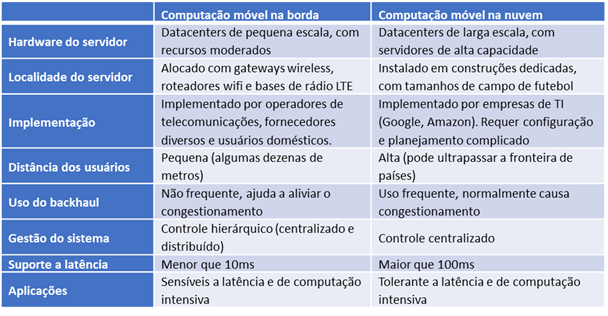 Computação móvel na borda
Computação móvel na nuvem
Hardware do servidor
Datacenters de pequena escala, com
recursos moderados
Datacenters de larga escala, com
servidores de alta capacidade
Localidade do servidor
Alocado com gateways wireless,
roteadores wifi e bases de rádio LTE
Instalado em construções dedicadas,
com tamanhos de campo de futebol
Implementação
Implementado por operadores de
telecomunicações, fornecedores
diversos e usuários domésticos.
Implementado por empresas de TI
(Google, Amazon). Requer configuração
e planejamento complicado
Distância dos usuários
Pequena (algumas dezenas de
metros)
Alta (pode ultrapassar a fronteira de
países)
Uso do backhaul
Não frequente, ajuda a aliviar o
congestionamento
Uso frequente, normalmente causa
congestionamento
Gestão do sistema
Controle hierárquico (centralizado e
distribuído)
Controle centralizado
Suporte a latência
Menor que 10ms
Maior que 100ms
Aplicações
Sensíveis a latência e de computação
intensiva
Tolerante a latência e de computação
intensiva